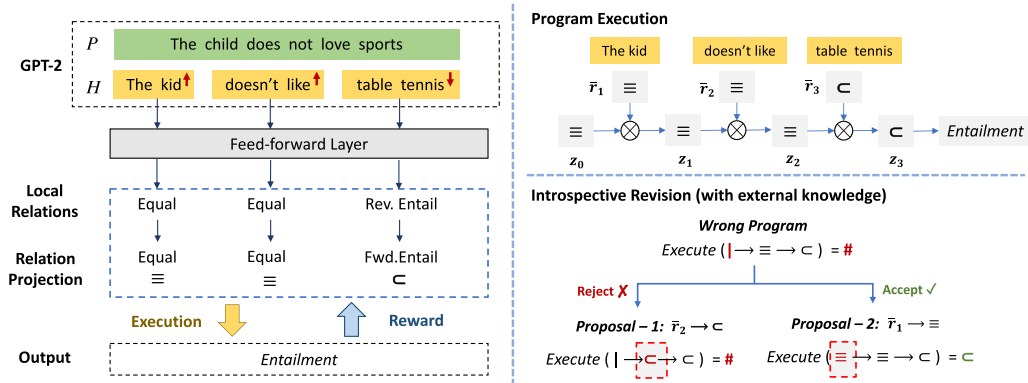 P The child does not love sports
GPT-2
H The kid doesn't like table tennis
Feed-forward Layer
Local Relations
Equal Equal Rev. Entail
Relation Projection
Equal Equal Fwd.Entail
≡ ≡ ⊂
Execution Reward
Output Entailment
Program Execution
The kid doesn't like table tennis
r̄₁ ≡ r̄₂ ≡ r̄₃ ⊂
≡ ⊗ ≡ ⊗ ≡ ⊗ ⊂ Entailment
z₀ z₁ z₂ z₃
Introspective Revision (with external knowledge)
Wrong Program
Execute ( | → ≡ → ⊂ ) = #
Reject ✗ Accept ✓
Proposal – 1: r̄₂ → ⊂
Execute ( | → ⊂ → ⊂ ) = #
Proposal – 2: r̄₁ → ≡
Execute ( ≡ → ≡ → ⊂ ) = ⊂